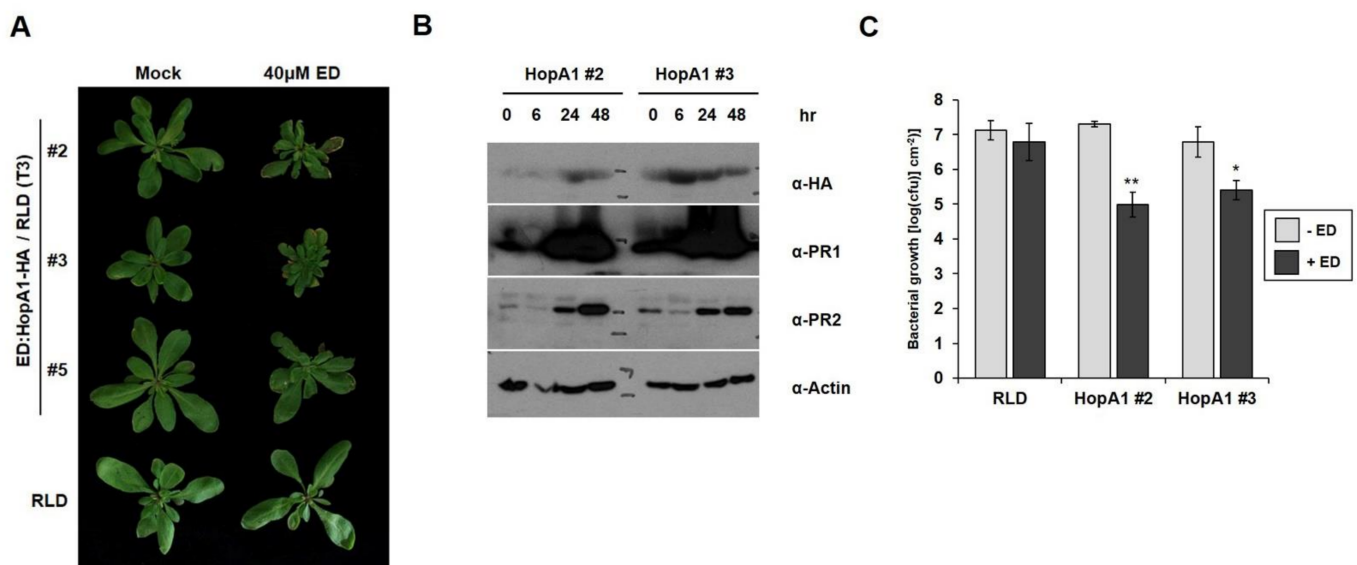 A
Mock 40μM ED
ED:HopA1-HA / RLD (T3)
#2
#3
#5
RLD
B
HopA1 #2 HopA1 #3
0 6 24 48 0 6 24 48 hr
α-HA
α-PR1
α-PR2
α-Actin
C
Bacterial growth [log(cfu)] cm⁻²)
8
7
6
5
4
3
2
1
0
** *
RLD HopA1 #2 HopA1 #3
- ED
+ ED